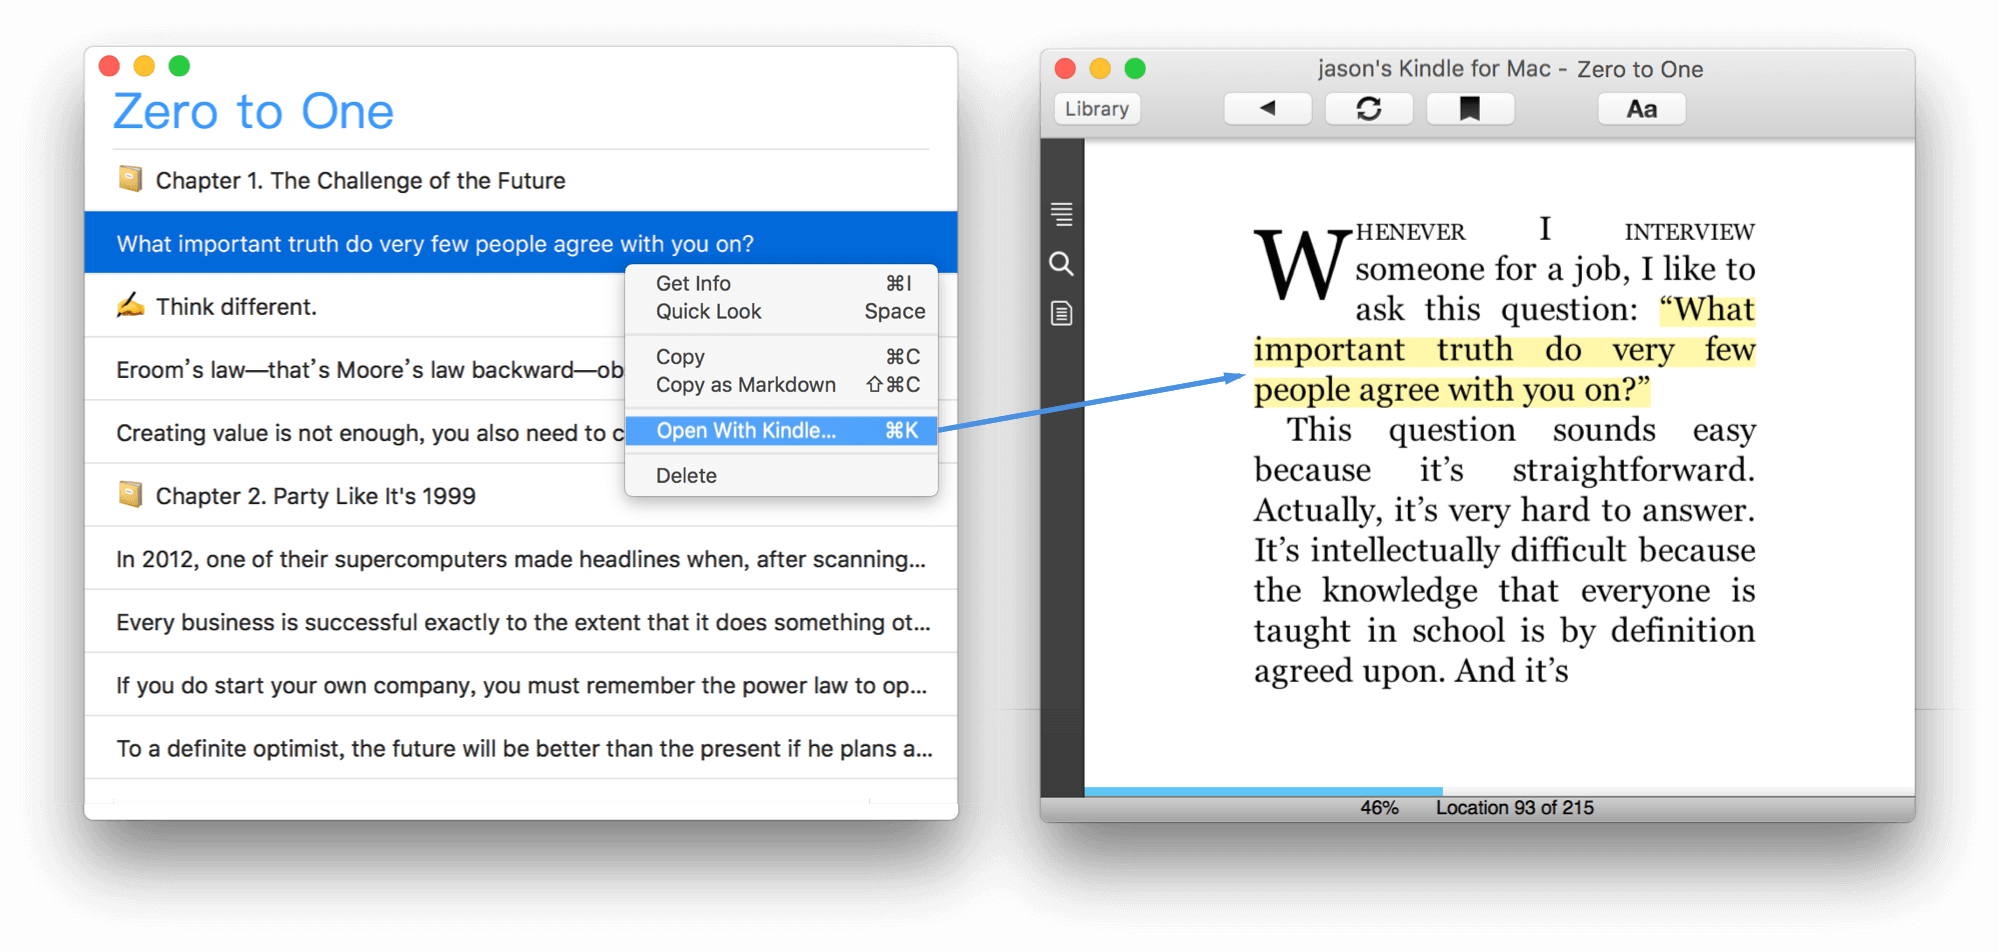 Zero to One
Chapter 1. The Challenge of the Future
What important truth do very few people agree with you on?
Think different.
Eroom’s law—that’s Moore’s law backward—ob
Creating value is not enough, you also need to c
Chapter 2. Party Like It's 1999
In 2012, one of their supercomputers made headlines when, after scanning...
Every business is successful exactly to the extent that it does something ot...
If you do start your own company, you must remember the power law to op...
To a definite optimist, the future will be better than the present if he plans a...
Get Info ⌘I
Quick Look Space
Copy ⌘C
Copy as Markdown ⇧⌘C
Open With Kindle... ⌘K
Delete
jason's Kindle for Mac - Zero to One
Library
Aa
WHENEVER I INTERVIEW
someone for a job, I like to
ask this question: “What
important truth do very few
people agree with you on?”
This question sounds easy
because it’s straightforward.
Actually, it’s very hard to answer.
It’s intellectually difficult because
the knowledge that everyone is
taught in school is by definition
agreed upon. And it’s
46% Location 93 of 215